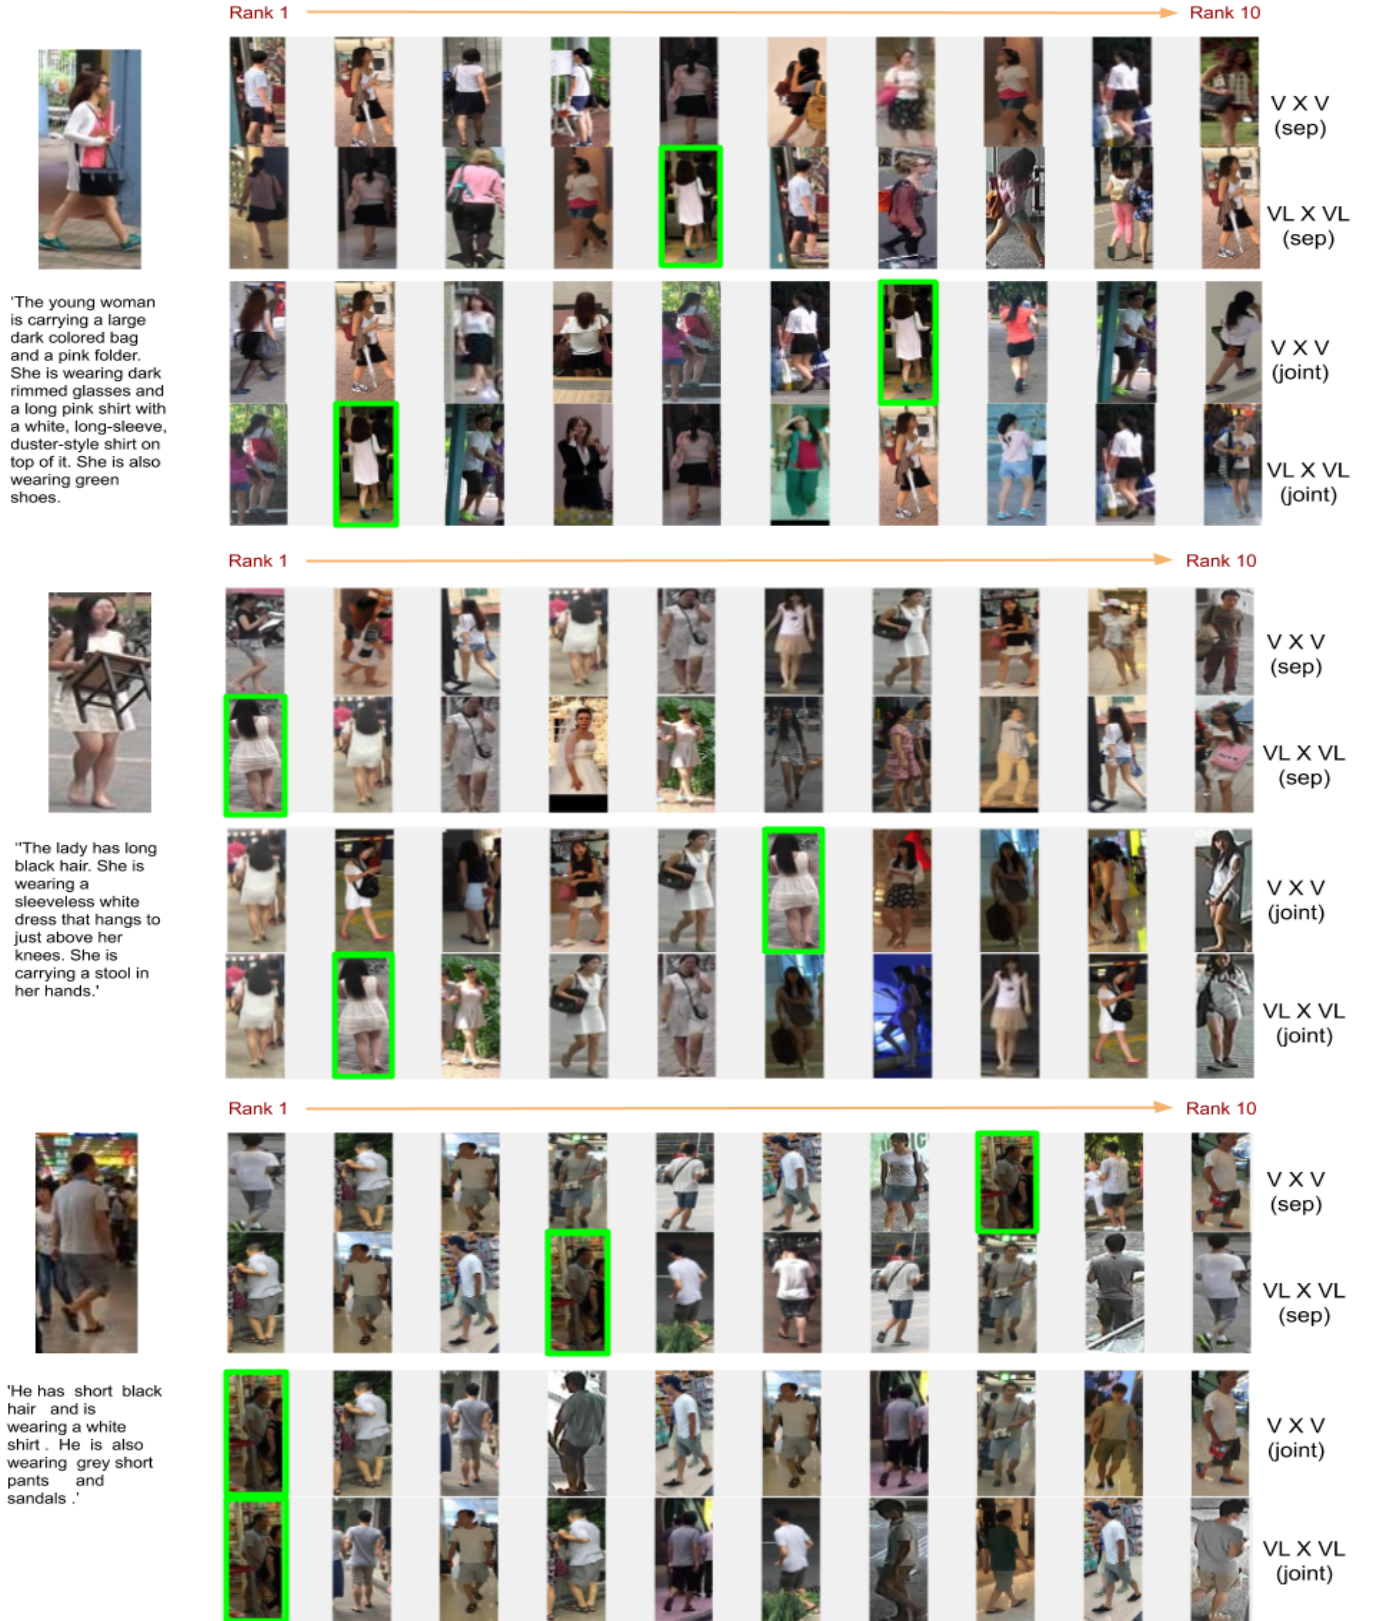 Rank 1
Rank 10
V X V
(sep)
VL X VL
(sep)
'The young woman
is carrying a large
dark colored bag
and a pink folder.
She is wearing dark
rimmed glasses and
a long pink shirt with
a white, long-sleeve,
duster-style shirt on
top of it. She is also
wearing green
shoes.
V X V
(joint)
VL X VL
(joint)
Rank 1
Rank 10
V X V
(sep)
VL X VL
(sep)
"The lady has long
black hair. She is
wearing a
sleeveless white
dress that hangs to
just above her
knees. She is
carrying a stool in
her hands.'
V X V
(joint)
VL X VL
(joint)
Rank 1
Rank 10
V X V
(sep)
VL X VL
(sep)
'He has short black
hair and is
wearing a white
shirt . He is also
wearing grey short
pants and
sandals .'
V X V
(joint)
VL X VL
(joint)